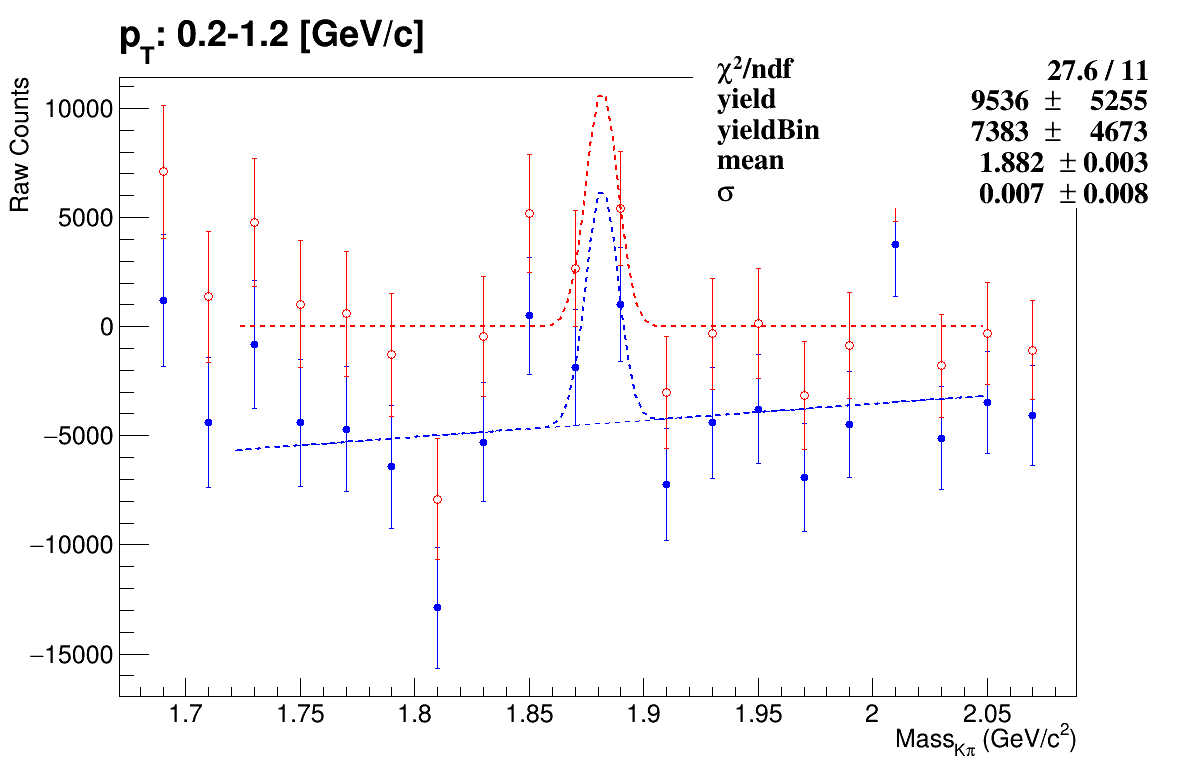 p_T: 0.2-1.2 [GeV/c]
χ²/ndf 27.6 / 11
yield 9536 ± 5255
yieldBin 7383 ± 4673
mean 1.882 ± 0.003
σ 0.007 ± 0.008
Raw Counts
10000
5000
0
−5000
−10000
−15000
1.7 1.75 1.8 1.85 1.9 1.95 2 2.05
Mass_Kπ (GeV/c²)